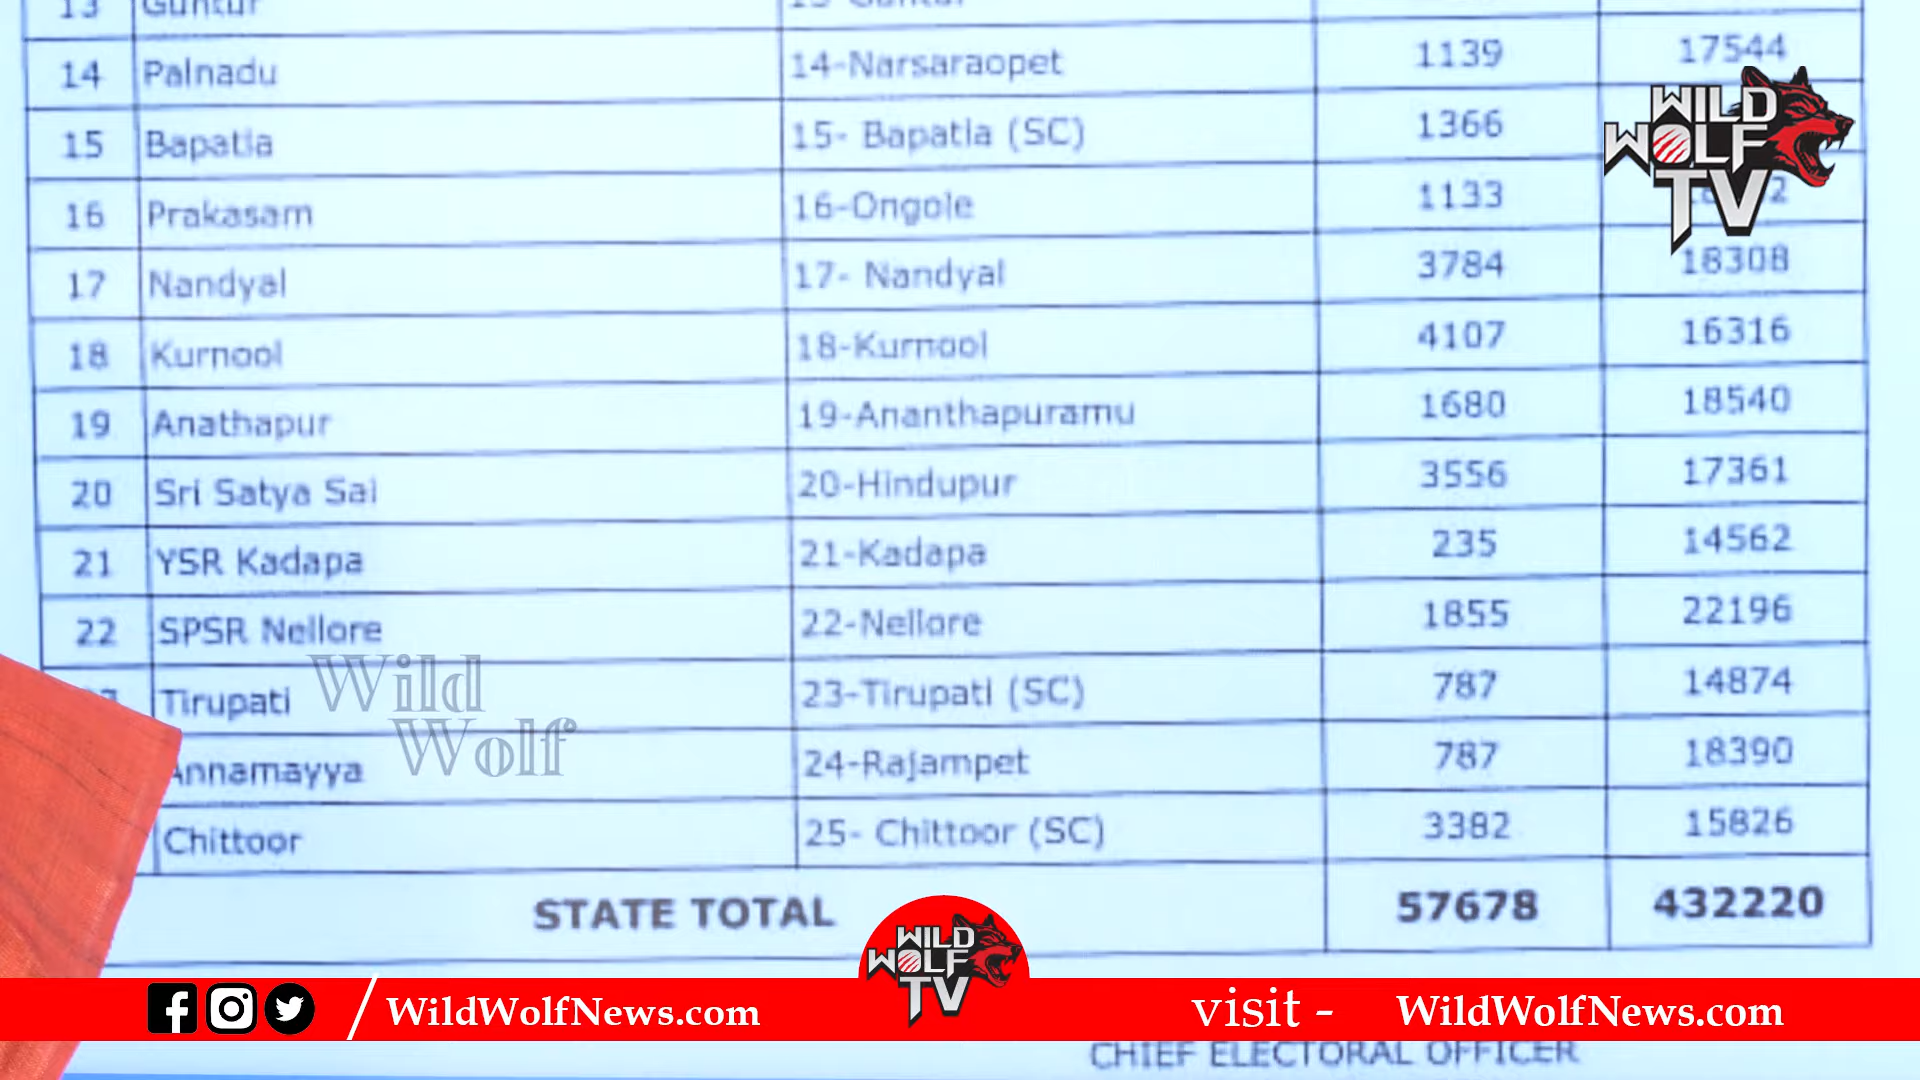 13 Guntur 13-Guntur
14 Palnadu 14-Narsaraopet 1139 17544
15 Bapatla 15- Bapatla (SC) 1366
16 Prakasam 16-Ongole 1133
17 Nandyal 17- Nandyal 3784 18308
18 Kurnool 18-Kurnool 4107 16316
19 Anathapur 19-Ananthapuramu 1680 18540
20 Sri Satya Sai 20-Hindupur 3556 17361
21 YSR Kadapa 21-Kadapa 235 14562
22 SPSR Nellore 22-Nellore 1855 22196
Tirupati 23-Tirupati (SC) 787 14874
Annamayya 24-Rajampet 787 18390
Chittoor 25- Chittoor (SC) 3382 15826
STATE TOTAL 57678 432220
WILD
WOLF
TV
Wild
Wolf
WILD
WOLF
TV
WildWolfNews.com
visit - WildWolfNews.com
CHIEF ELECTORAL OFFICER